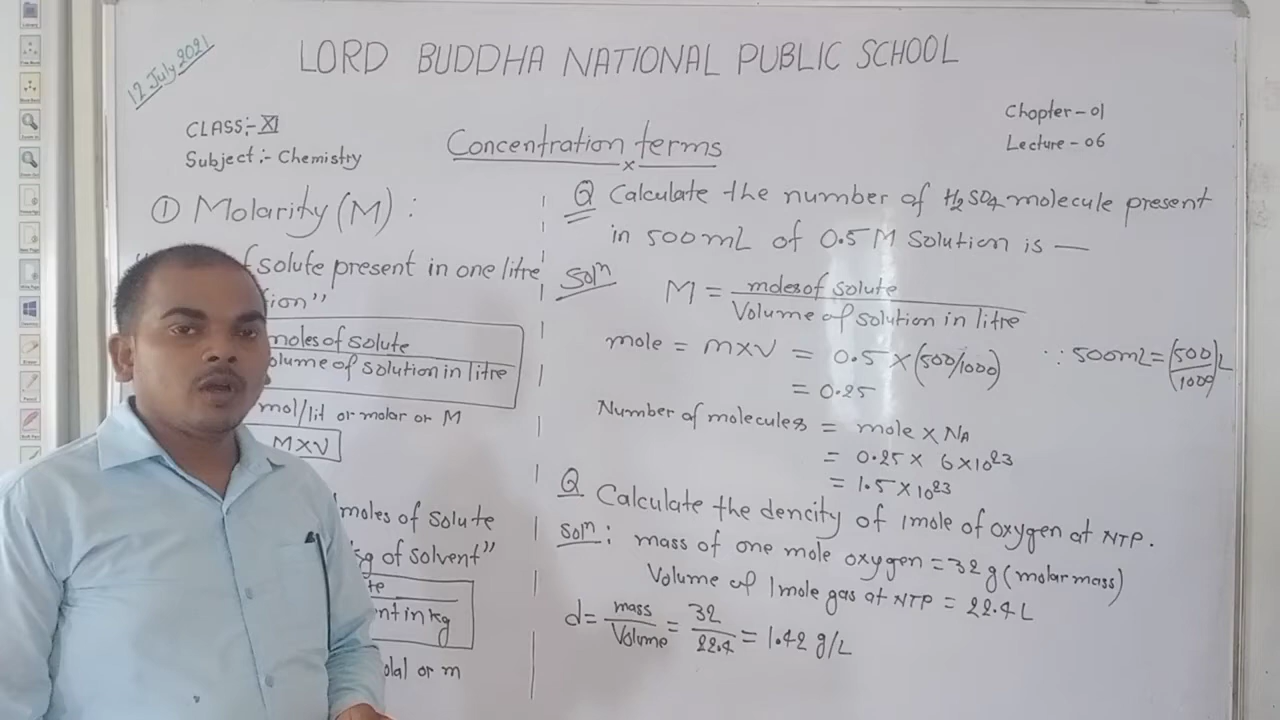 12 July 2021
LORD BUDDHA NATIONAL PUBLIC SCHOOL
CLASS:- XI
Subject:- Chemistry
Chapter-01
Lecture-06
Concentration terms
① Molarity (M) :
f solute present in one litre
tion"
moles of solute
olume of solution in litre
mol/lit or molar or M
M×V
moles of solute
kg of solvent"
te
nt in kg
olal or m
Q Calculate the number of H2SO4 molecule present
in 500mL of 0.5 M Solution is —
Solⁿ
M = moles of solute
Volume of solution in litre
mole = M×V = 0.5 × (500/1000) ∵ 500mL = (500/1000)L
= 0.25
Number of molecules = mole × NA
= 0.25 × 6×10²³
= 1.5×10²³
Q Calculate the dencity of 1mole of oxygen at NTP.
Solⁿ: mass of one mole oxygen = 32g (molar mass)
Volume of 1mole gas at NTP = 22.4 L
d = mass/Volume = 32/22.4 = 1.42 g/L